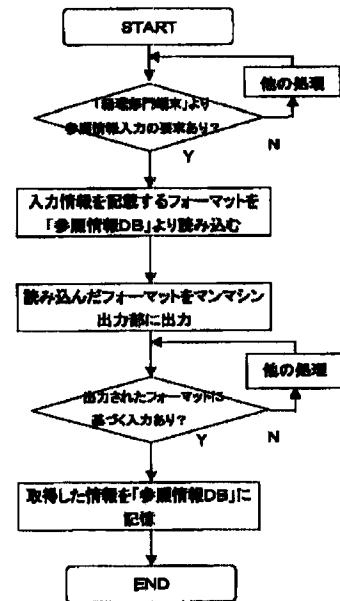 START
他の処理
「経理部門端末」より
参照情報入力の要求あり?
Y
N
入力情報を記載するフォーマットを
「参照情報DB」より読み込む
読み込んだフォーマットをマンマシン
出力部に出力
他の処理
出力されたフォーマットに
基づく入力あり?
Y
N
取得した情報を「参照情報DB」に
記憶
END